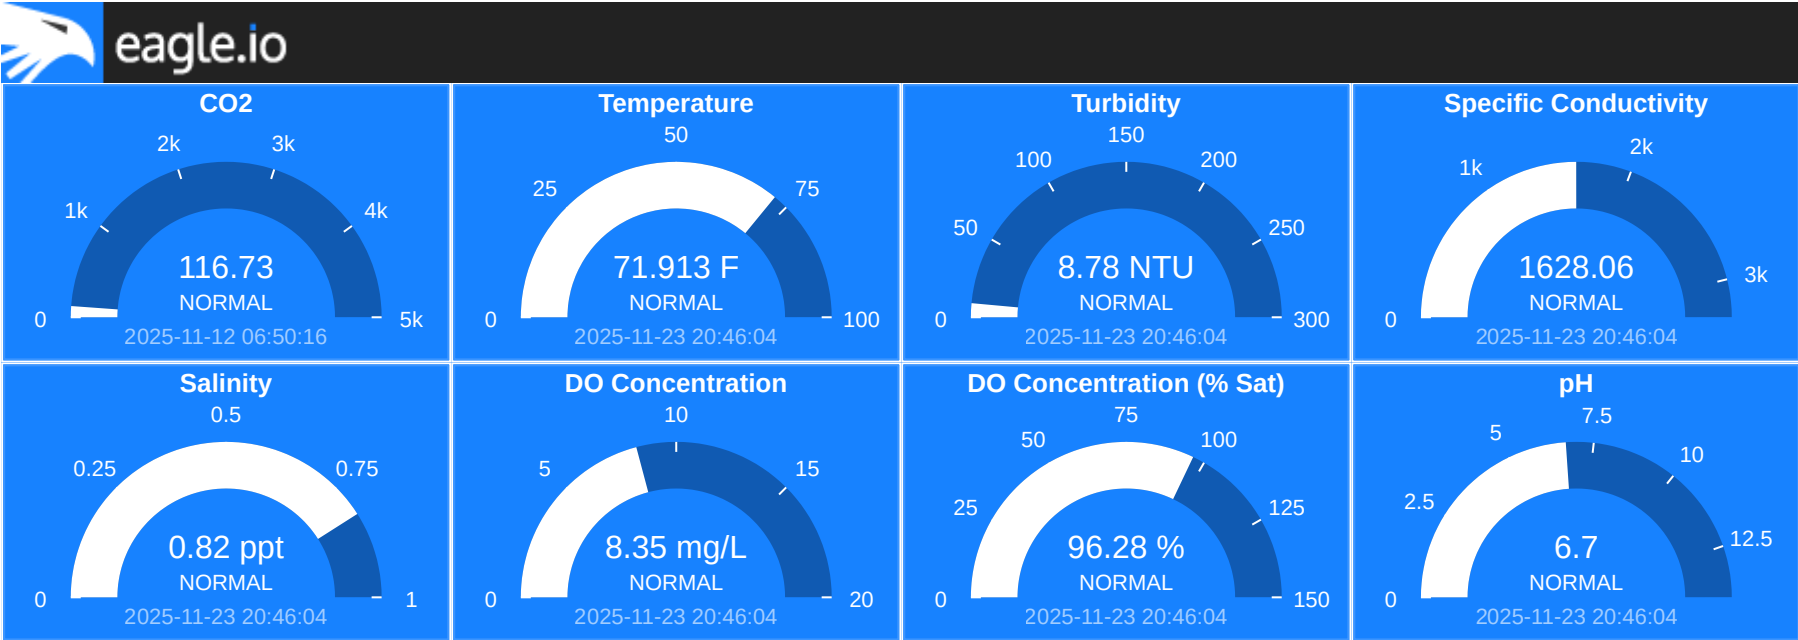 eagle.io
CO2
2k 3k
1k 4k
116.73
NORMAL
0 5k
2025-11-12 06:50:16
Temperature
50
25 75
71.913 F
NORMAL
0 100
2025-11-23 20:46:04
Turbidity
150
100 200
50 250
8.78 NTU
NORMAL
0 300
2025-11-23 20:46:04
Specific Conductivity
2k
1k
1628.06
3k
NORMAL
0
2025-11-23 20:46:04
Salinity
0.5
0.25 0.75
0.82 ppt
NORMAL
0 1
2025-11-23 20:46:04
DO Concentration
10
5 15
8.35 mg/L
NORMAL
0 20
2025-11-23 20:46:04
DO Concentration (% Sat)
75
50 100
25 125
96.28 %
NORMAL
0 150
2025-11-23 20:46:04
pH
7.5
5
10
2.5
12.5
6.7
NORMAL
0
2025-11-23 20:46:04